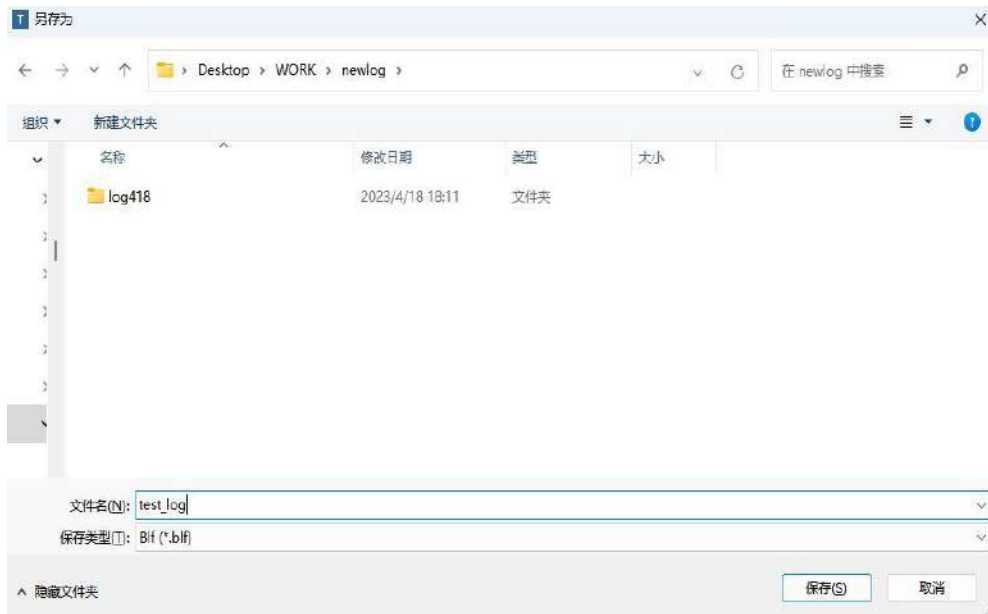 T 另存为
Desktop > WORK > newlog >
在 newlog 中搜索
组织 新建文件夹
名称 修改日期 类型 大小
log418 2023/4/18 18:11 文件夹
文件名(N): test_log
保存类型(T): Blf (*.blf)
隐藏文件夹 保存(S) 取消